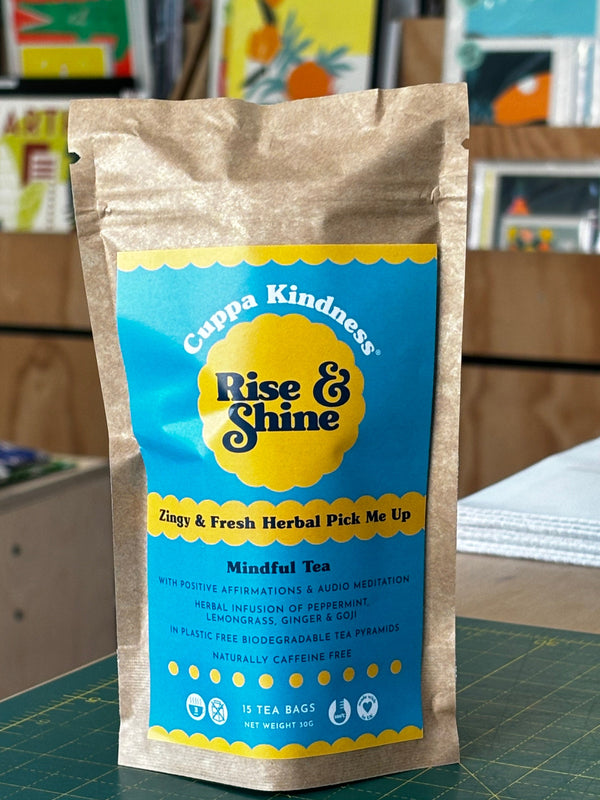 Cuppa Kindness®
Rise &
Shine
Zingy & Fresh Herbal Pick Me Up
Mindful Tea
WITH POSITIVE AFFIRMATIONS & AUDIO MEDITATION
HERBAL INFUSION OF PEPPERMINT,
LEMONGRASS, GINGER & GOJI
IN PLASTIC FREE BIODEGRADABLE TEA PYRAMIDS
NATURALLY CAFFEINE FREE
15 TEA BAGS
NET WEIGHT 30G